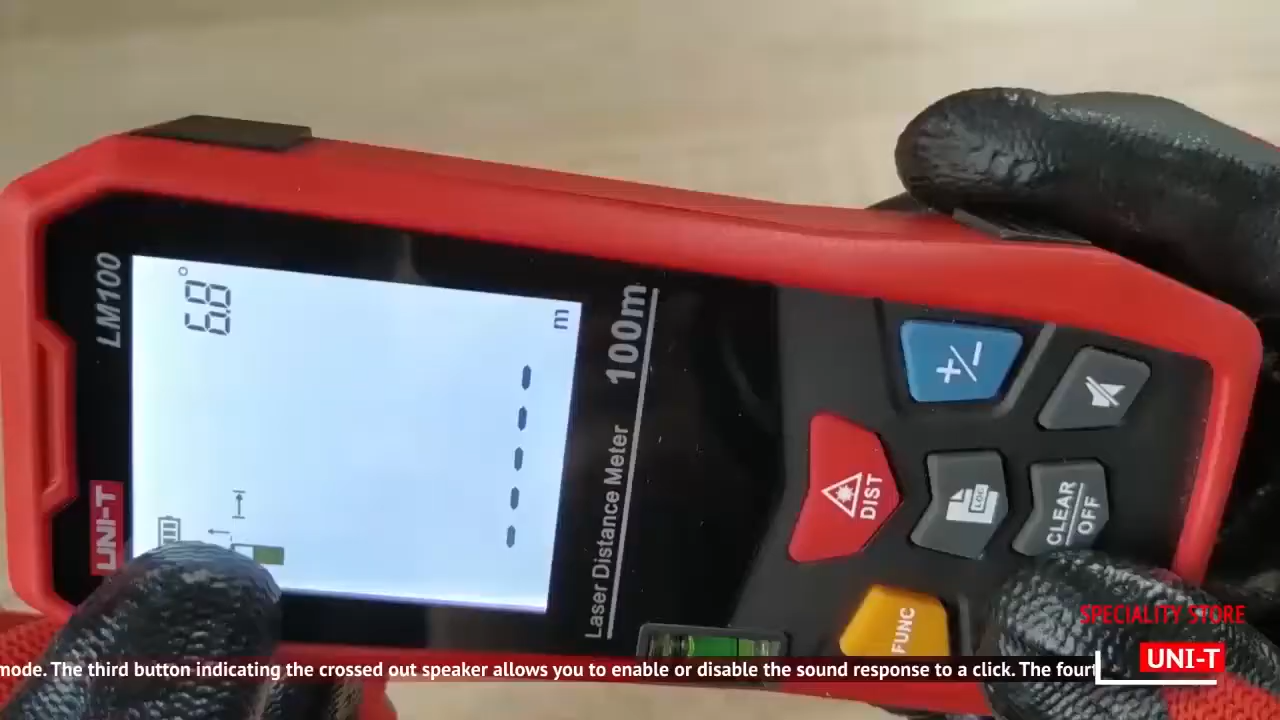 UNI-T LM100
6.8°
m
-----
Laser Distance Meter 100m
+/-
DIST
LOG
CLEAR
OFF
FUNC
SPECIALITY STORE
UNI-T
mode. The third button indicating the crossed out speaker allows you to enable or disable the sound response to a click. The fourt